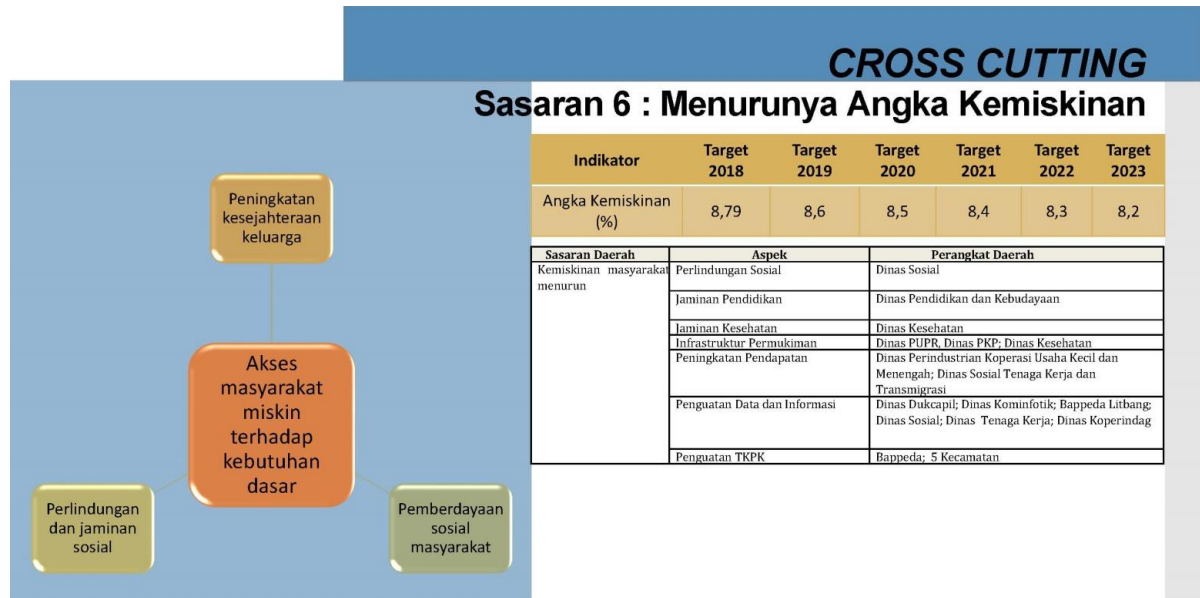 CROSS CUTTING
Sasaran 6 : Menurunya Angka Kemiskinan
Peningkatan
kesejahteraan
keluarga
Akses
masyarakat
miskin
terhadap
kebutuhan
dasar
Perlindungan
dan jaminan
sosial
Pemberdayaan
sosial
masyarakat
Indikator Target 2018 Target 2019 Target 2020 Target 2021 Target 2022 Target 2023
Angka Kemiskinan (%) 8,79 8,6 8,5 8,4 8,3 8,2
Sasaran Daerah Aspek Perangkat Daerah
Kemiskinan masyarakat menurun Perlindungan Sosial Dinas Sosial
Jaminan Pendidikan Dinas Pendidikan dan Kebudayaan
Jaminan Kesehatan Dinas Kesehatan
Infrastruktur Permukiman Dinas PUPR, Dinas PKP; Dinas Kesehatan
Peningkatan Pendapatan Dinas Perindustrian Koperasi Usaha Kecil dan
Menengah; Dinas Sosial Tenaga Kerja dan
Transmigrasi
Penguatan Data dan Informasi Dinas Dukcapil; Dinas Kominfotik; Bappeda Litbang;
Dinas Sosial; Dinas Tenaga Kerja; Dinas Koperindag
Penguatan TKPK Bappeda; 5 Kecamatan